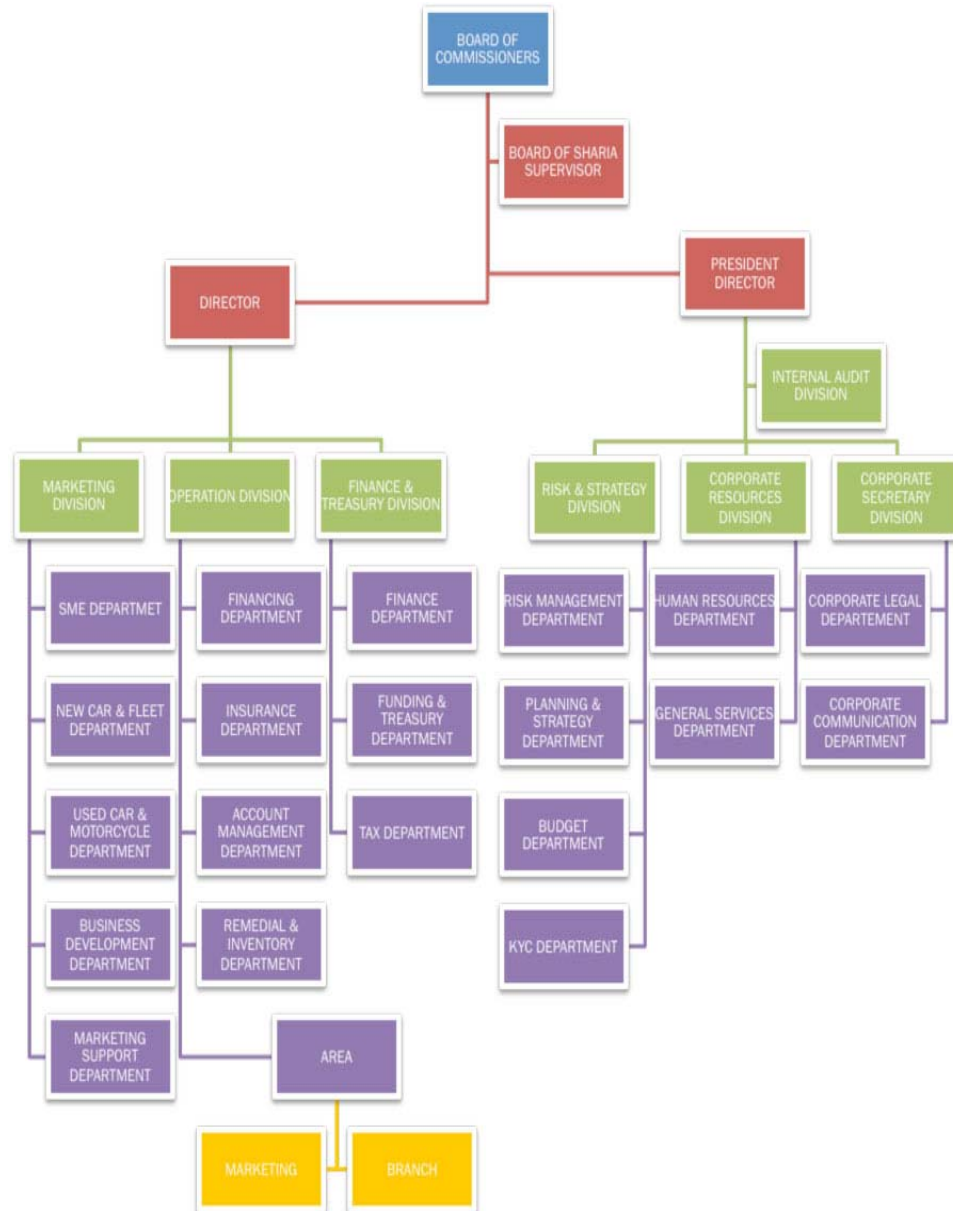 BOARD OF
COMMISSIONERS
BOARD OF SHARIA
SUPERVISOR
PRESIDENT
DIRECTOR
DIRECTOR
INTERNAL AUDIT
DIVISION
MARKETING
DIVISION
OPERATION DIVISION
FINANCE &
TREASURY DIVISION
RISK & STRATEGY
DIVISION
CORPORATE
RESOURCES
DIVISION
CORPORATE
SECRETARY
DIVISION
SME DEPARTMET
FINANCING
DEPARTMENT
FINANCE
DEPARTMENT
RISK MANAGEMENT
DEPARTMENT
HUMAN RESOURCES
DEPARTMENT
CORPORATE LEGAL
DEPARTEMENT
NEW CAR & FLEET
DEPARTMENT
INSURANCE
DEPARTMENT
FUNDING &
TREASURY
DEPARTMENT
PLANNING &
STRATEGY
DEPARTMENT
GENERAL SERVICES
DEPARTMENT
CORPORATE
COMMUNICATION
DEPARTMENT
USED CAR &
MOTORCYCLE
DEPARTMENT
ACCOUNT
MANAGEMENT
DEPARTMENT
TAX DEPARTMENT
BUDGET
DEPARTMENT
BUSINESS
DEVELOPMENT
DEPARTMENT
REMEDIAL &
INVENTORY
DEPARTMENT
KYC DEPARTMENT
MARKETING
SUPPORT
DEPARTMENT
AREA
MARKETING
BRANCH